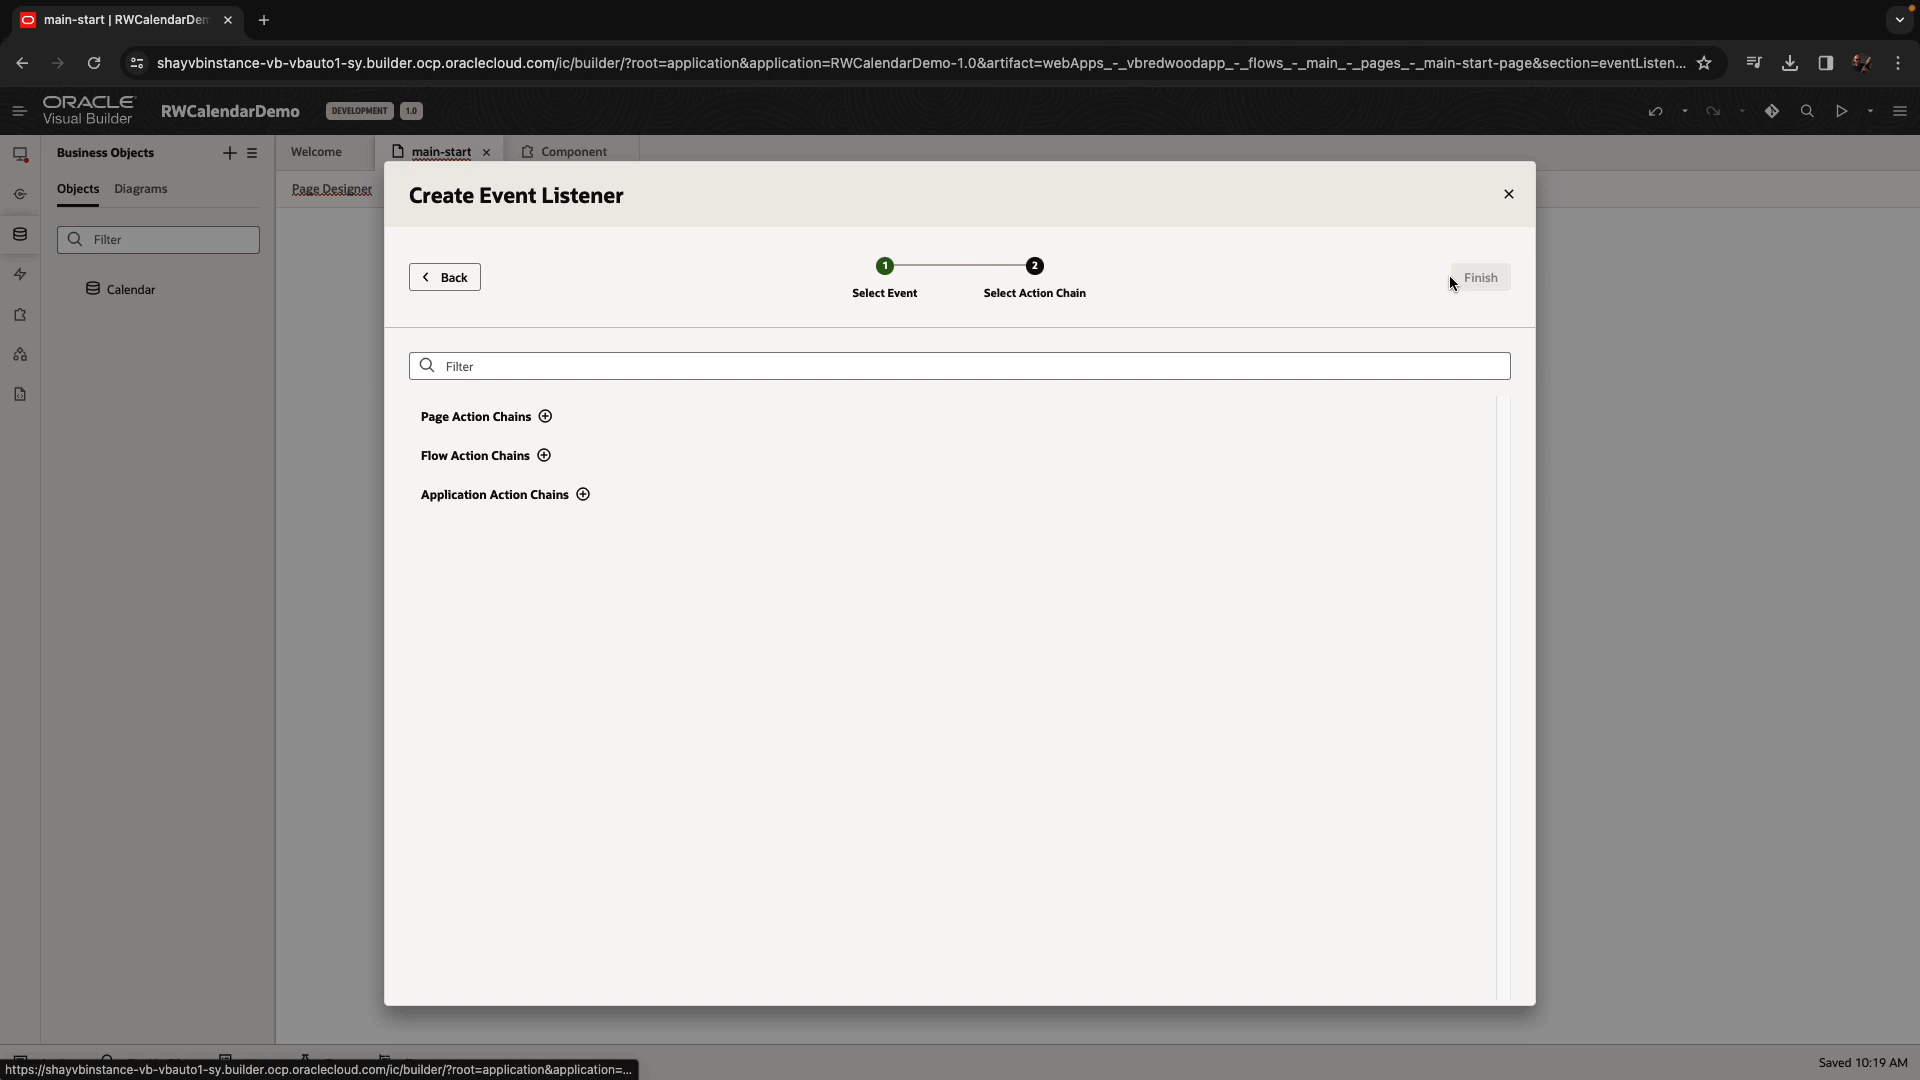 main-start | RWCalendarDem
shayvbinstance-vb-vbauto1-sy.builder.ocp.oraclecloud.com/ic/builder/?root=application&application=RWCalendarDemo-1.0&artifact=webApps_-_vbredwoodapp_-_flows_-_main_-_pages_-_main-start-page&section=eventListen...
ORACLE
Visual Builder
RWCalendarDemo
DEVELOPMENT
1.0
Business Objects
Welcome
main-start
Component
Objects
Diagrams
Page Designer
Create Event Listener
Filter
Back
1
2
Finish
Select Event
Select Action Chain
Calendar
Filter
Page Action Chains
Flow Action Chains
Application Action Chains
https://shayvbinstance-vb-vbauto1-sy.builder.ocp.oraclecloud.com/ic/builder/?root=application&application=...
Saved 10:19 AM